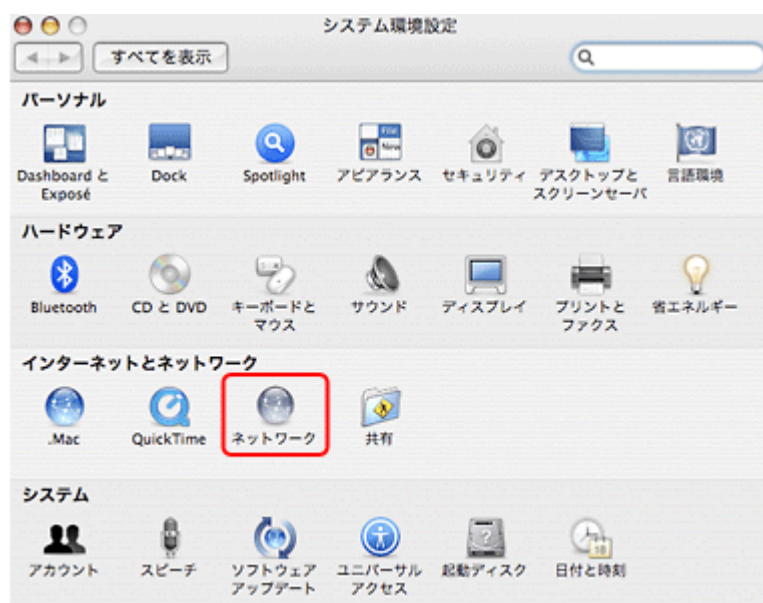 システム環境設定
すべてを表示
パーソナル
Dashboard と
Exposé
Dock
Spotlight
アピアランス
セキュリティ
デスクトップと
スクリーンセーバ
言語環境
ハードウェア
Bluetooth
CD と DVD
キーボードと
マウス
サウンド
ディスプレイ
プリントと
ファクス
省エネルギー
インターネットとネットワーク
.Mac
QuickTime
ネットワーク
共有
システム
アカウント
スピーチ
ソフトウェア
アップデート
ユニバーサル
アクセス
起動ディスク
日付と時刻